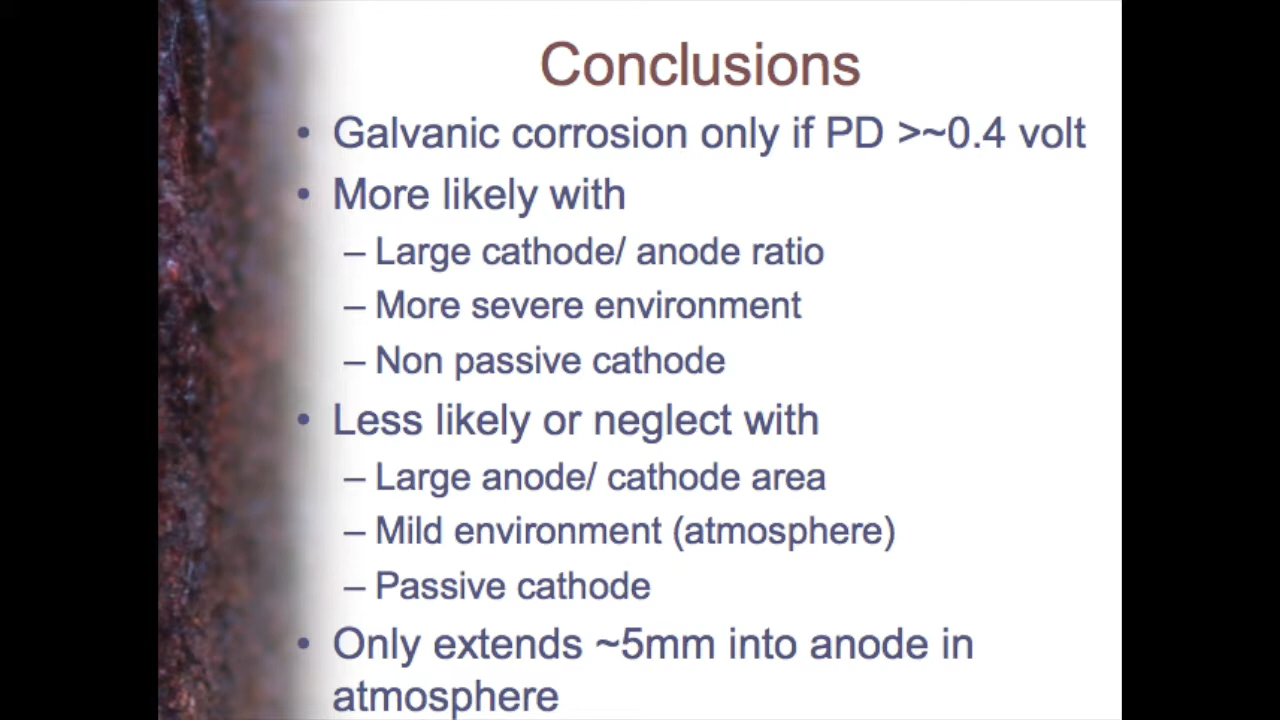 Conclusions
• Galvanic corrosion only if PD >~0.4 volt
• More likely with
– Large cathode/ anode ratio
– More severe environment
– Non passive cathode
• Less likely or neglect with
– Large anode/ cathode area
– Mild environment (atmosphere)
– Passive cathode
• Only extends ~5mm into anode in
atmosphere